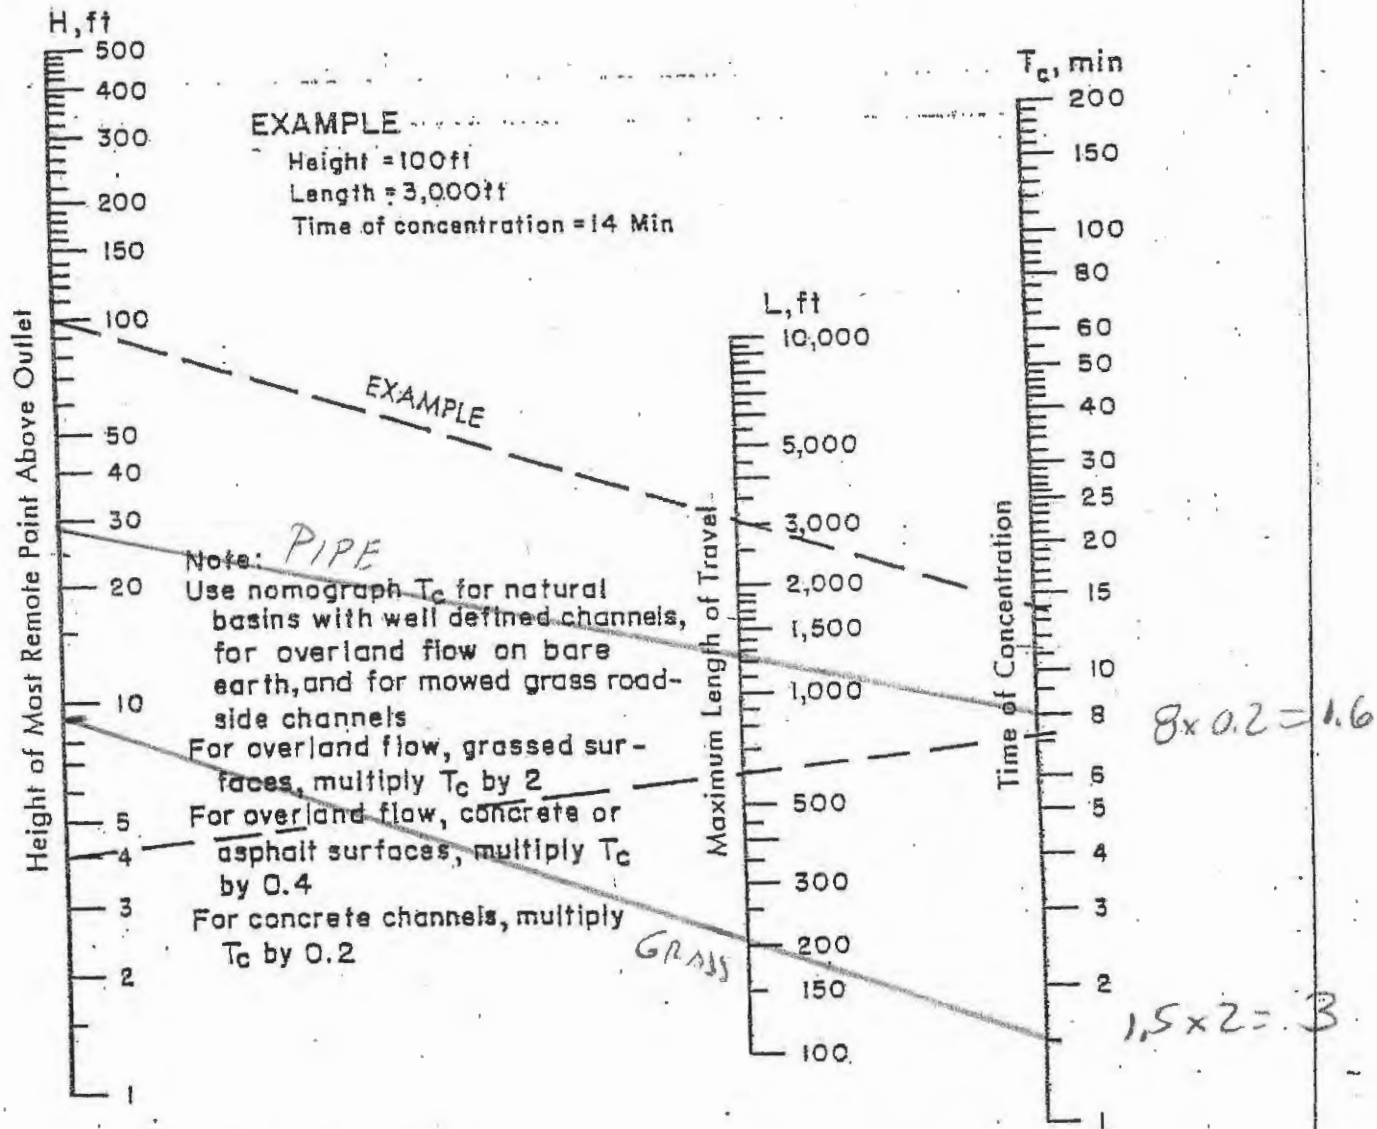 H, ft
500
400
300
200
150
100
50
40
30
20
10
5
4
3
2
1
Height of Most Remote Point Above Outlet
EXAMPLE
Height = 100ft
Length = 3,000ft
Time of concentration = 14 Min
EXAMPLE
PIPE
Note:
Use nomograph Tc for natural
basins with well defined channels,
for overland flow on bare
earth, and for mowed grass road-
side channels
For overland flow, grassed sur-
faces, multiply Tc by 2
For overland flow, concrete or
asphalt surfaces, multiply Tc
by 0.4
For concrete channels, multiply
Tc by 0.2
GRASS
L, ft
10,000
5,000
3,000
2,000
1,500
1,000
500
300
200
150
100
Maximum Length of Travel
Tc, min
200
150
100
80
60
50
40
30
25
20
15
10
8
6
5
4
3
2
1
Time of Concentration
8 x 0.2 = 1.6
1.5 x 2 = 3